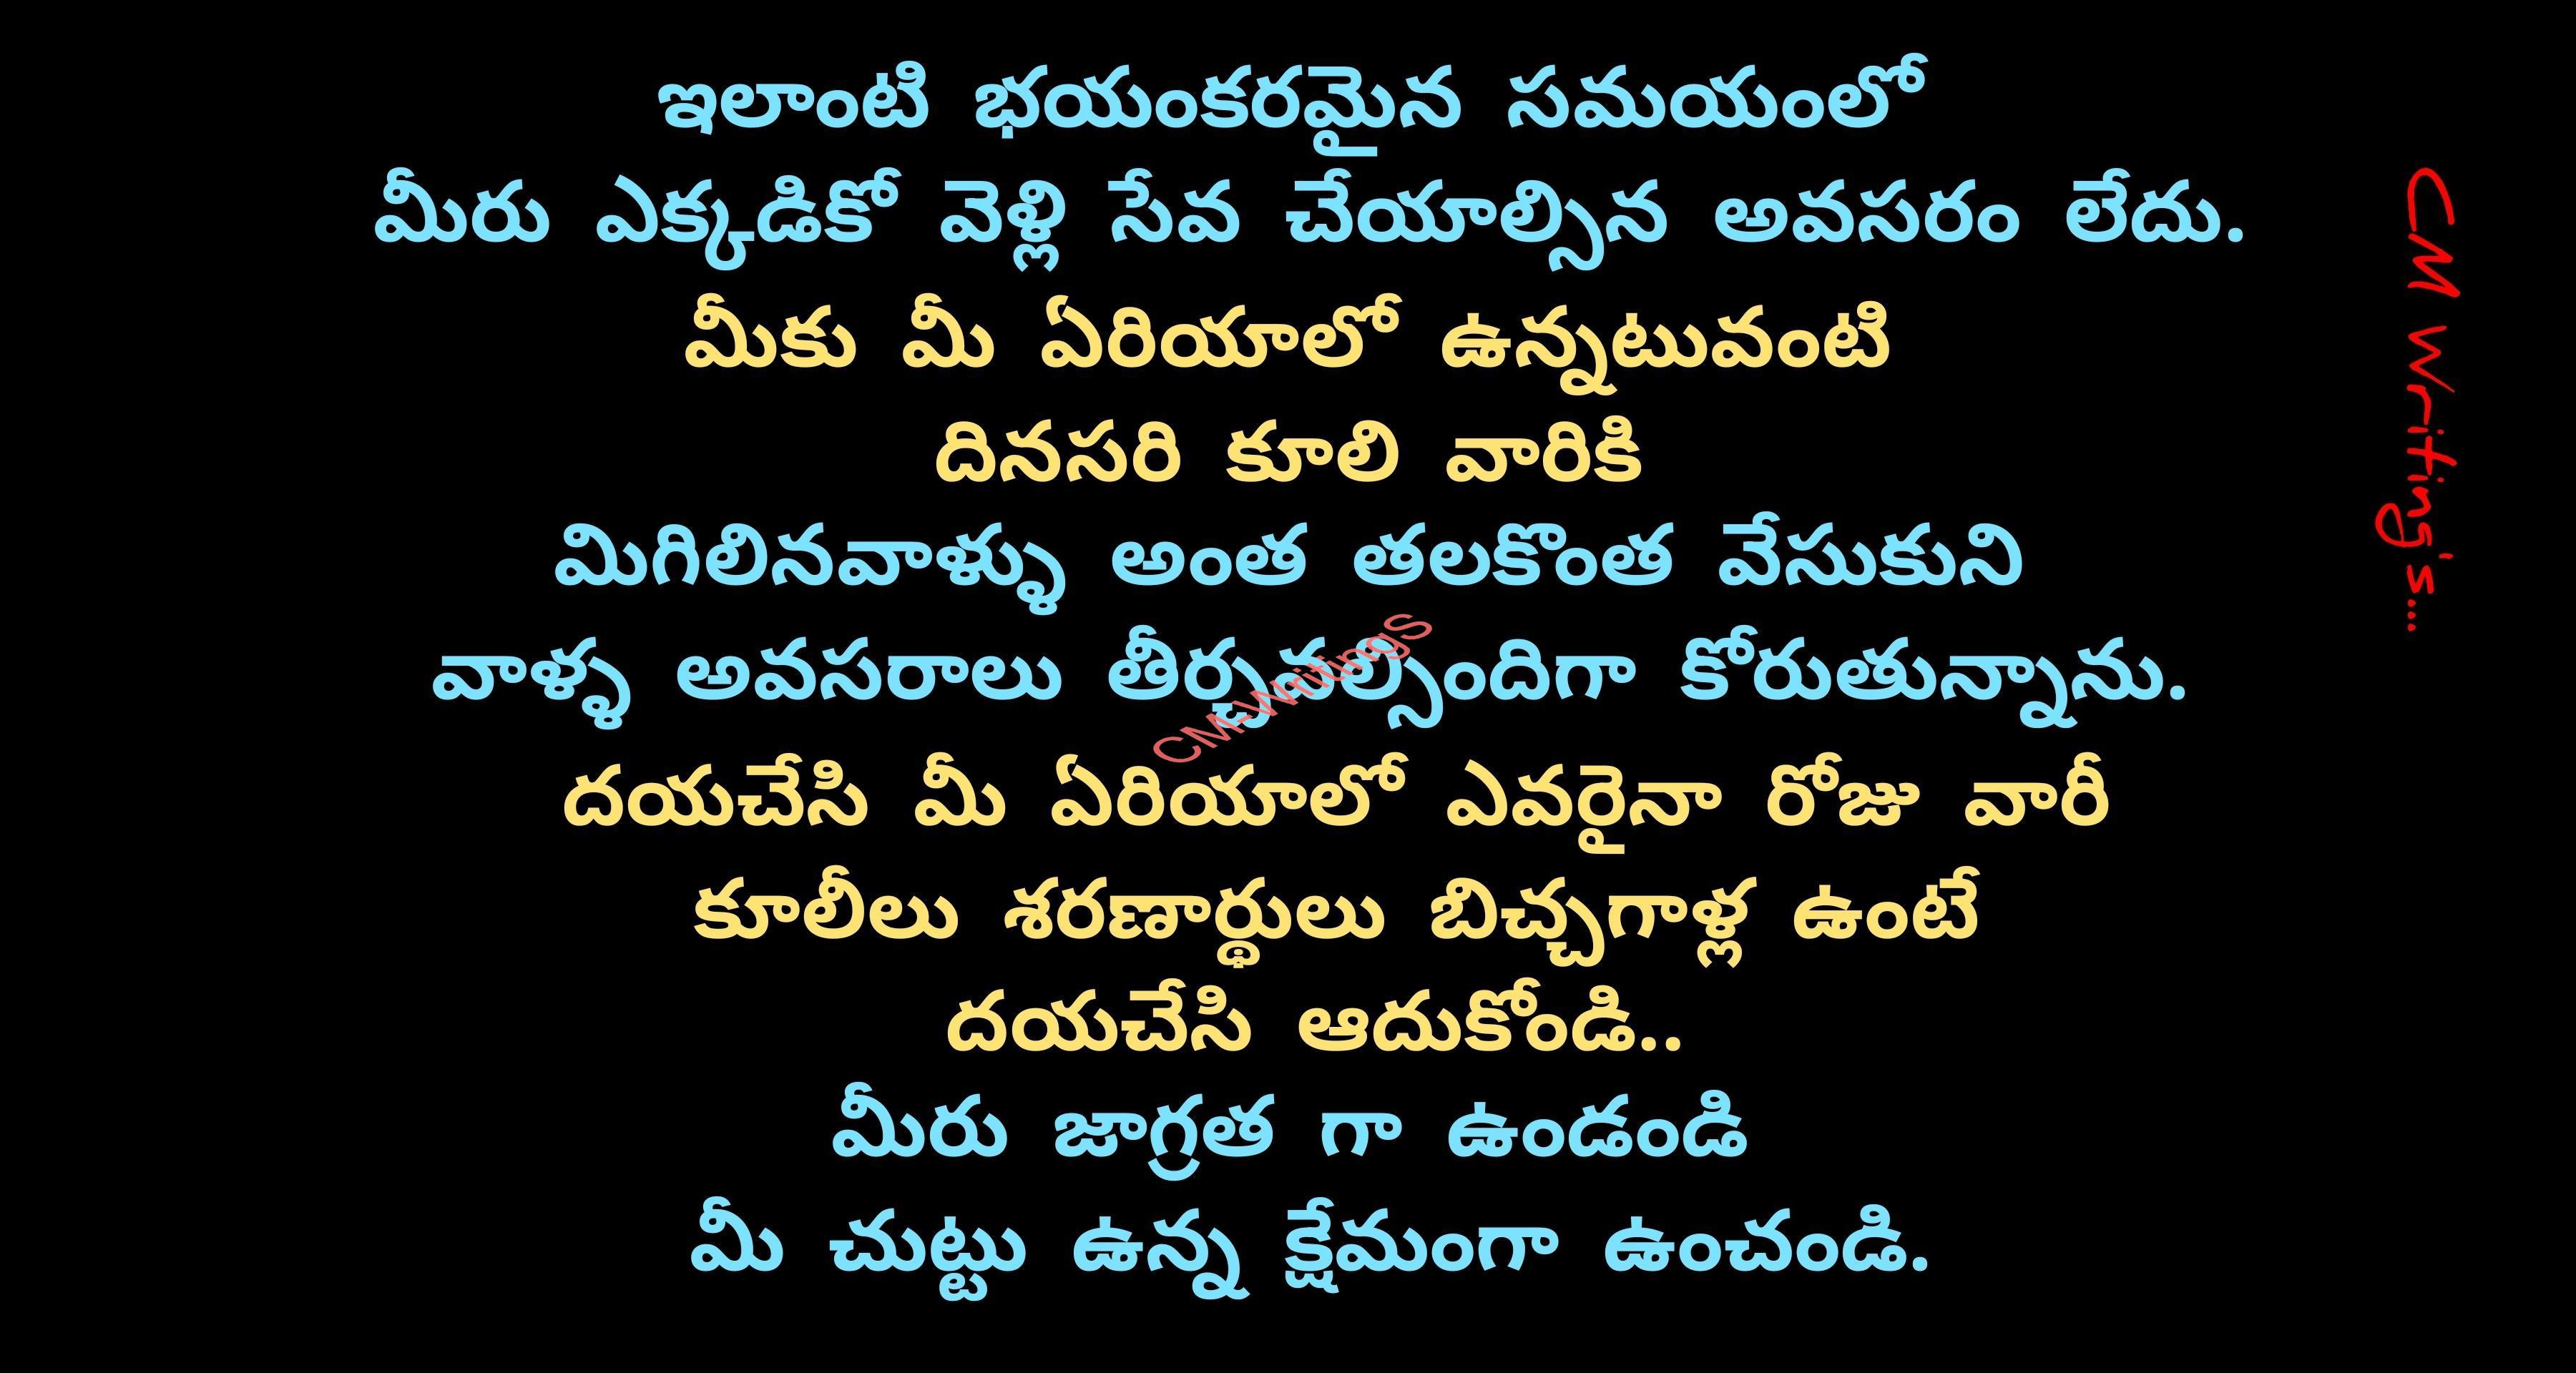 ఇలాంటి భయంకరమైన సమయంలో
మీరు ఎక్కడికో వెళ్లి సేవ చేయాల్సిన అవసరం లేదు.
మీకు మీ ఏరియాలో ఉన్నటువంటి
దినసరి కూలి వారికి
మిగిలినవాళ్ళు అంత తలకొంత వేసుకుని
వాళ్ళ అవసరాలు తీర్చవల్సిందిగా కోరుతున్నాను.
దయచేసి మీ ఏరియాలో ఎవరైనా రోజు వారీ
కూలీలు శరణార్థులు బిచ్చగాళ్ల ఉంటే
దయచేసి ఆదుకోండి..
మీరు జాగ్రత గా ఉండండి
మీ చుట్టు ఉన్న క్షేమంగా ఉంచండి.
CM Writing's...
CM-WritingS